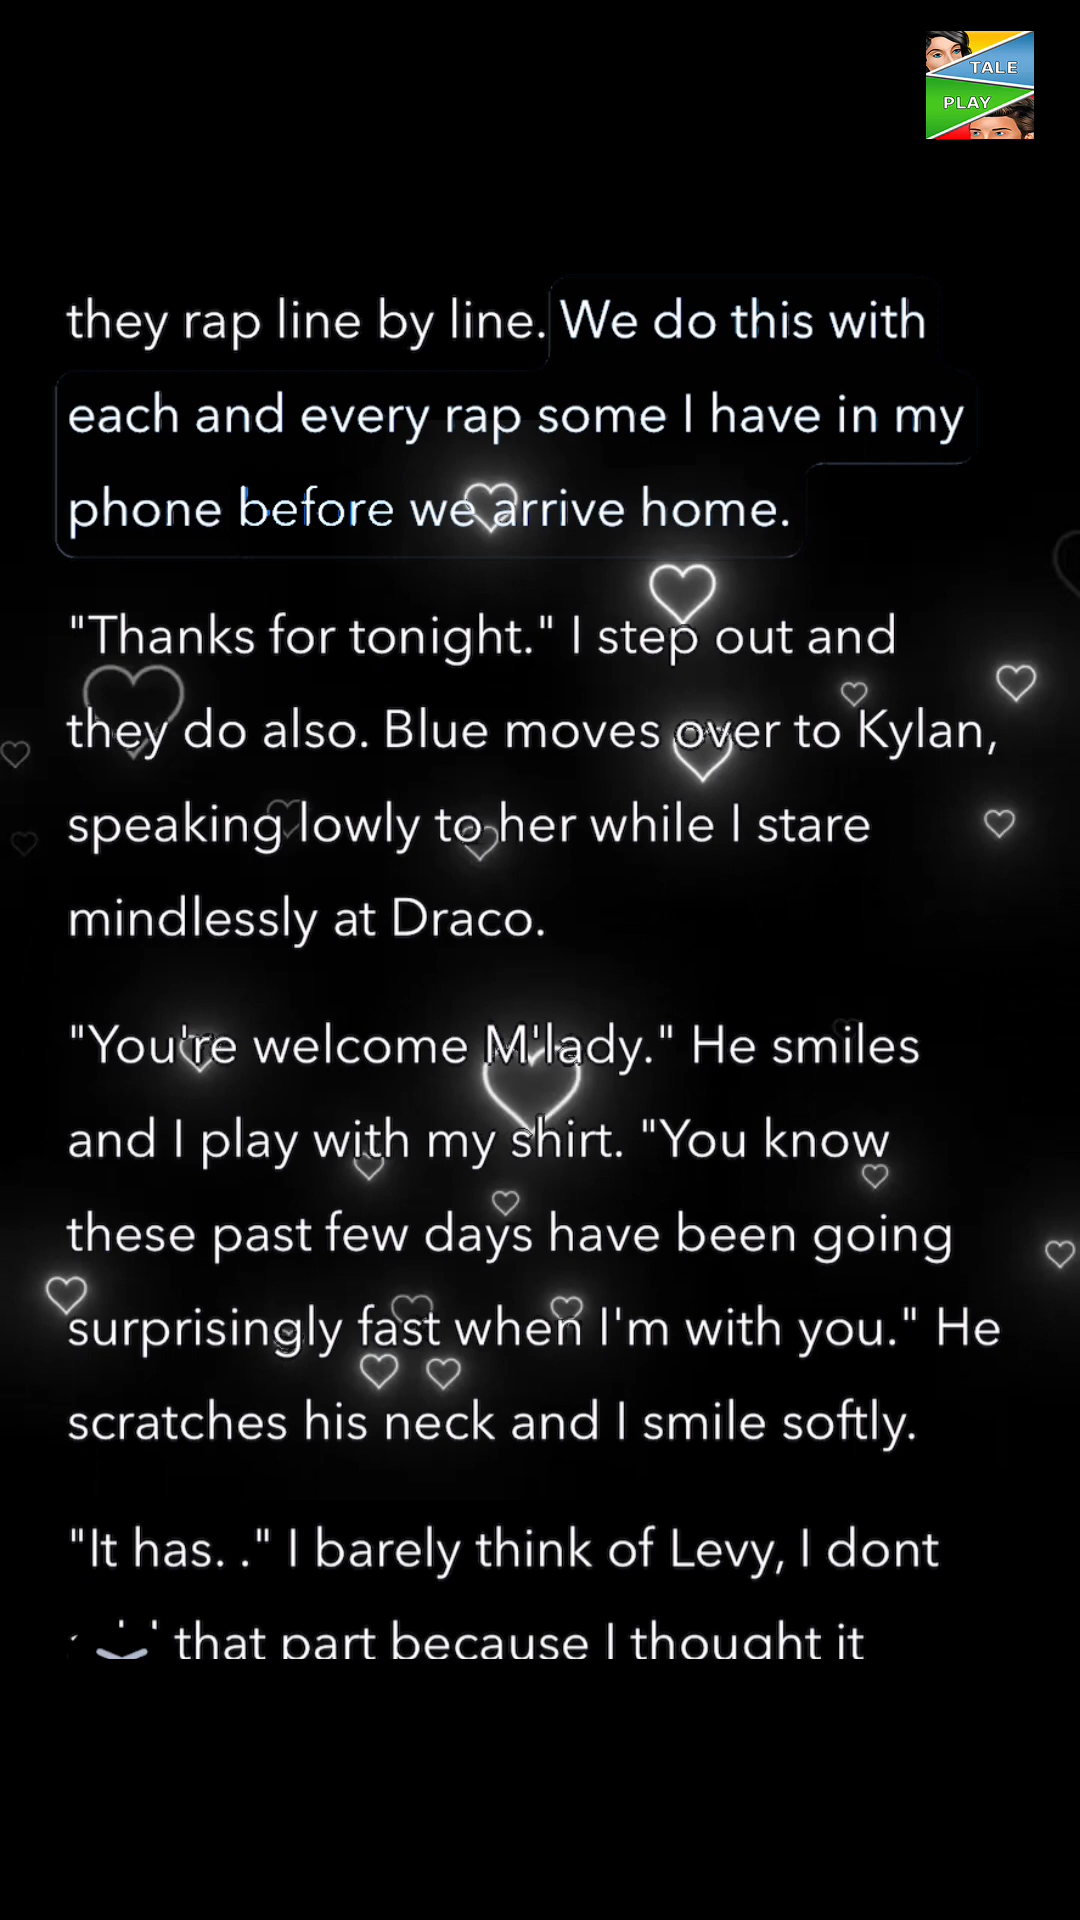 TALE
PLAY
they rap line by line. We do this with
each and every rap some I have in my
phone before we arrive home.
"Thanks for tonight." I step out and
they do also. Blue moves over to Kylan,
speaking lowly to her while I stare
mindlessly at Draco.
"You're welcome M'lady." He smiles
and I play with my shirt. "You know
these past few days have been going
surprisingly fast when I'm with you." He
scratches his neck and I smile softly.
"It has. ." I barely think of Levy, I dont
that part because I thought it